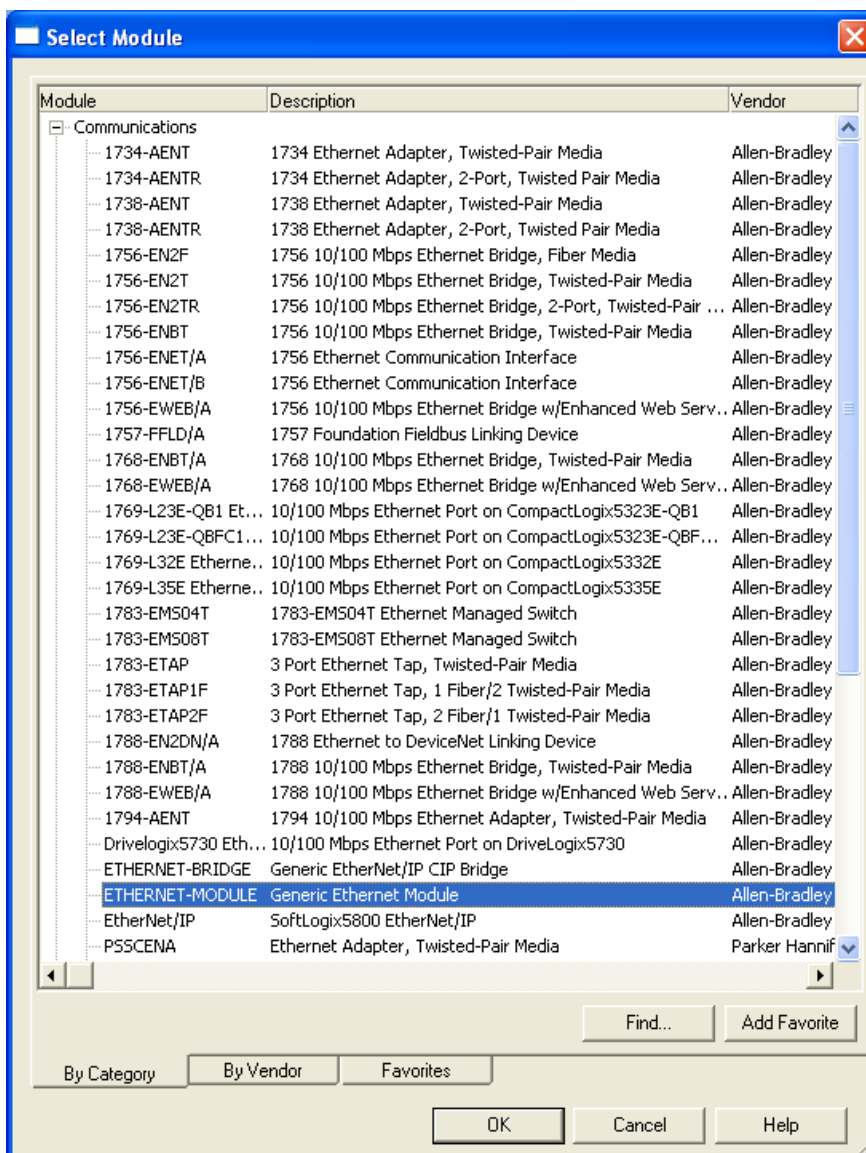 Select Module
Module Description Vendor
Communications
1734-AENT 1734 Ethernet Adapter, Twisted-Pair Media Allen-Bradley
1734-AENTR 1734 Ethernet Adapter, 2-Port, Twisted Pair Media Allen-Bradley
1738-AENT 1738 Ethernet Adapter, Twisted-Pair Media Allen-Bradley
1738-AENTR 1738 Ethernet Adapter, 2-Port, Twisted Pair Media Allen-Bradley
1756-EN2F 1756 10/100 Mbps Ethernet Bridge, Fiber Media Allen-Bradley
1756-EN2T 1756 10/100 Mbps Ethernet Bridge, Twisted-Pair Media Allen-Bradley
1756-EN2TR 1756 10/100 Mbps Ethernet Bridge, 2-Port, Twisted-Pair ... Allen-Bradley
1756-ENBT 1756 10/100 Mbps Ethernet Bridge, Twisted-Pair Media Allen-Bradley
1756-ENET/A 1756 Ethernet Communication Interface Allen-Bradley
1756-ENET/B 1756 Ethernet Communication Interface Allen-Bradley
1756-EWEB/A 1756 10/100 Mbps Ethernet Bridge w/Enhanced Web Serv... Allen-Bradley
1757-FFLD/A 1757 Foundation Fieldbus Linking Device Allen-Bradley
1768-ENBT/A 1768 10/100 Mbps Ethernet Bridge, Twisted-Pair Media Allen-Bradley
1768-EWEB/A 1768 10/100 Mbps Ethernet Bridge w/Enhanced Web Serv... Allen-Bradley
1769-L23E-QB1 Et... 10/100 Mbps Ethernet Port on CompactLogix5323E-QB1 Allen-Bradley
1769-L23E-QBFC1... 10/100 Mbps Ethernet Port on CompactLogix5323E-QBF... Allen-Bradley
1769-L32E Etherne... 10/100 Mbps Ethernet Port on CompactLogix5332E Allen-Bradley
1769-L35E Etherne... 10/100 Mbps Ethernet Port on CompactLogix5335E Allen-Bradley
1783-EMS04T 1783-EMS04T Ethernet Managed Switch Allen-Bradley
1783-EMS08T 1783-EMS08T Ethernet Managed Switch Allen-Bradley
1783-ETAP 3 Port Ethernet Tap, Twisted-Pair Media Allen-Bradley
1783-ETAP1F 3 Port Ethernet Tap, 1 Fiber/2 Twisted-Pair Media Allen-Bradley
1783-ETAP2F 3 Port Ethernet Tap, 2 Fiber/1 Twisted-Pair Media Allen-Bradley
1788-EN2DN/A 1788 Ethernet to DeviceNet Linking Device Allen-Bradley
1788-ENBT/A 1788 10/100 Mbps Ethernet Bridge, Twisted-Pair Media Allen-Bradley
1788-EWEB/A 1788 10/100 Mbps Ethernet Bridge w/Enhanced Web Serv... Allen-Bradley
1794-AENT 1794 10/100 Mbps Ethernet Adapter, Twisted-Pair Media Allen-Bradley
Drivelogix5730 Eth... 10/100 Mbps Ethernet Port on DriveLogix5730 Allen-Bradley
ETHERNET-BRIDGE Generic EtherNet/IP CIP Bridge Allen-Bradley
ETHERNET-MODULE Generic Ethernet Module Allen-Bradley
EtherNet/IP SoftLogix5800 EtherNet/IP Allen-Bradley
PSSCENA Ethernet Adapter, Twisted-Pair Media Parker Hannif
Find... Add Favorite
By Category By Vendor Favorites
OK Cancel Help